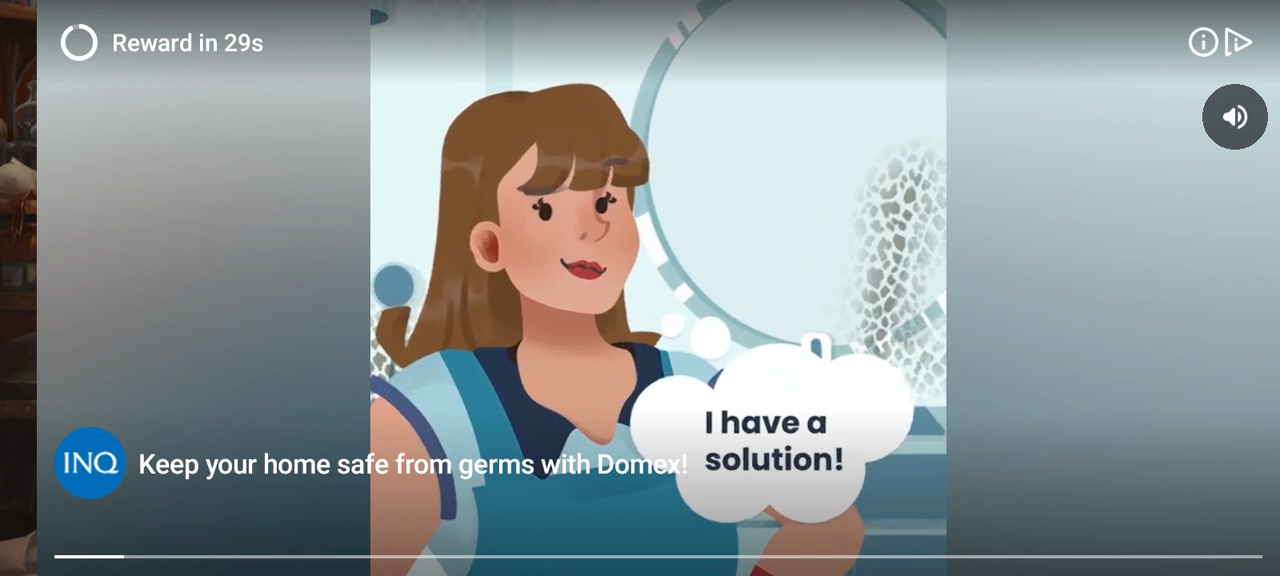 Reward in 29s
I have a
solution!
INQ
Keep your home safe from germs with Domex!